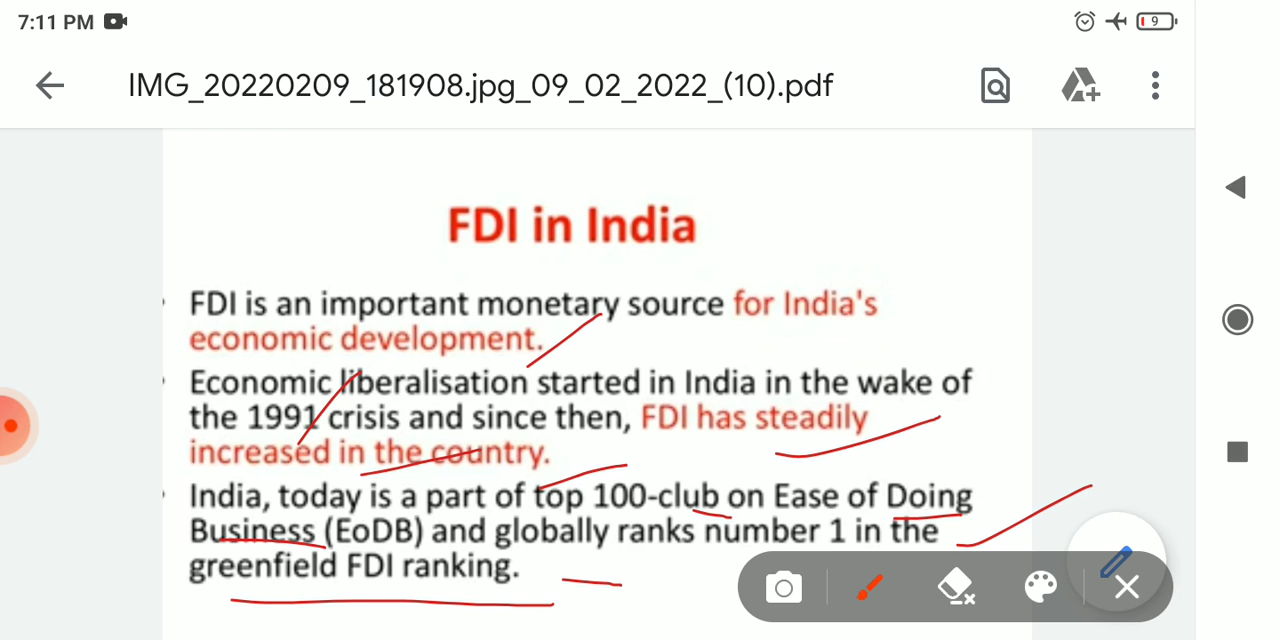 7:11 PM
9
IMG_20220209_181908.jpg_09_02_2022_(10).pdf
FDI in India
FDI is an important monetary source for India's
economic development.
Economic liberalisation started in India in the wake of
the 1991 crisis and since then, FDI has steadily
increased in the country.
India, today is a part of top 100-club on Ease of Doing
Business (EoDB) and globally ranks number 1 in the
greenfield FDI ranking.